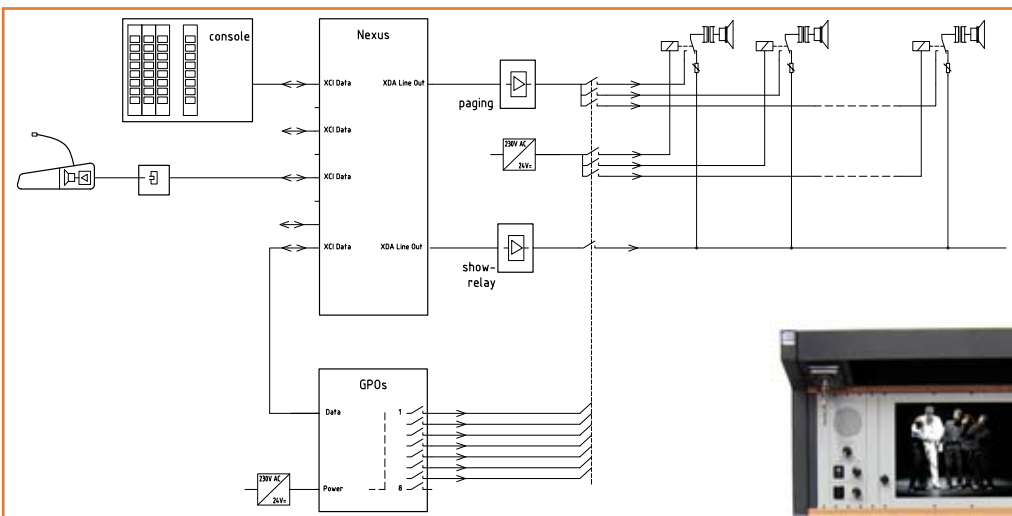 console
Nexus
XCI Data
XDA Line Out
paging
XCI Data
230V AC
24V=
XCI Data
XCI Data
XDA Line Out
show-
relay
GPOs
Data
1
230V AC
24V=
Power
8